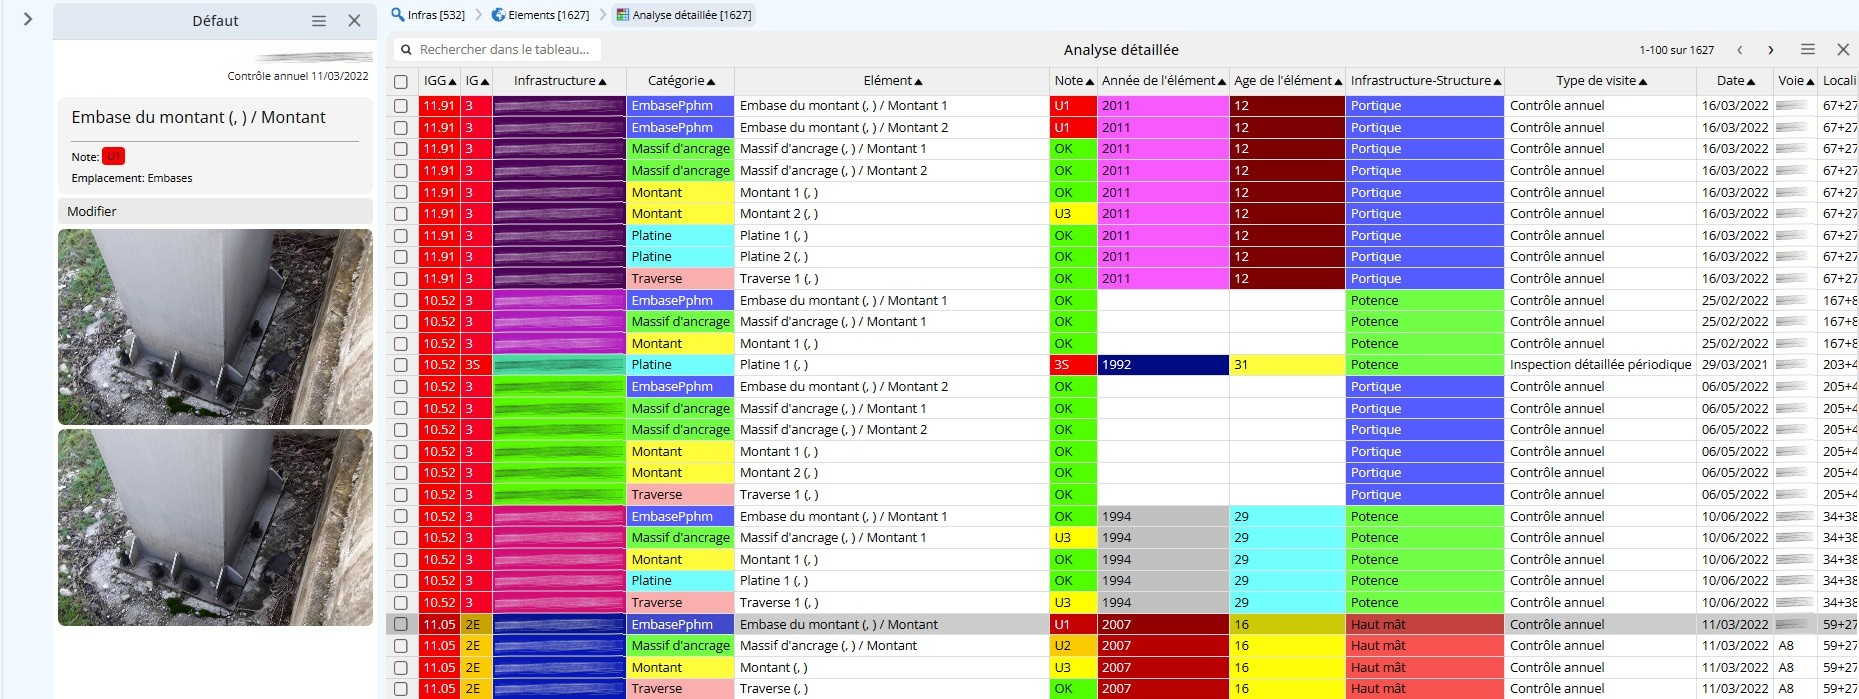 Défaut
Contrôle annuel 11/03/2022
Embase du montant (, ) / Montant
Note: U1
Emplacement: Embases
Modifier
Infras [532] Elements [1627] Analyse détaillée [1627]
Rechercher dans le tableau... Analyse détaillée 1-100 sur 1627
IGG IG Infrastructure Catégorie Elément Note Année de l'élément Age de l'élément Infrastructure-Structure Type de visite Date Voie Locali
11.91 3 EmbasePphm Embase du montant (, ) / Montant 1 U1 2011 12 Portique Contrôle annuel 16/03/2022 67+27
11.91 3 EmbasePphm Embase du montant (, ) / Montant 2 U1 2011 12 Portique Contrôle annuel 16/03/2022 67+27
11.91 3 Massif d'ancrage Massif d'ancrage (, ) / Montant 1 OK 2011 12 Portique Contrôle annuel 16/03/2022 67+27
11.91 3 Massif d'ancrage Massif d'ancrage (, ) / Montant 2 OK 2011 12 Portique Contrôle annuel 16/03/2022 67+27
11.91 3 Montant Montant 1 (, ) OK 2011 12 Portique Contrôle annuel 16/03/2022 67+27
11.91 3 Montant Montant 2 (, ) U3 2011 12 Portique Contrôle annuel 16/03/2022 67+27
11.91 3 Platine Platine 1 (, ) OK 2011 12 Portique Contrôle annuel 16/03/2022 67+27
11.91 3 Platine Platine 2 (, ) OK 2011 12 Portique Contrôle annuel 16/03/2022 67+27
11.91 3 Traverse Traverse 1 (, ) OK 2011 12 Portique Contrôle annuel 16/03/2022 67+27
10.52 3 EmbasePphm Embase du montant (, ) / Montant 1 OK Potence Contrôle annuel 25/02/2022 167+8
10.52 3 Massif d'ancrage Massif d'ancrage (, ) / Montant 1 OK Potence Contrôle annuel 25/02/2022 167+8
10.52 3 Montant Montant 1 (, ) OK Potence Contrôle annuel 25/02/2022 167+8
10.52 3S Platine Platine 1 (, ) 3S 1992 31 Potence Inspection détaillée périodique 29/03/2021 203+4
10.52 3 EmbasePphm Embase du montant (, ) / Montant 2 OK Portique Contrôle annuel 06/05/2022 205+4
10.52 3 Massif d'ancrage Massif d'ancrage (, ) / Montant 1 OK Portique Contrôle annuel 06/05/2022 205+4
10.52 3 Massif d'ancrage Massif d'ancrage (, ) / Montant 2 OK Portique Contrôle annuel 06/05/2022 205+4
10.52 3 Montant Montant 1 (, ) OK Portique Contrôle annuel 06/05/2022 205+4
10.52 3 Montant Montant 2 (, ) OK Portique Contrôle annuel 06/05/2022 205+4
10.52 3 Traverse Traverse 1 (, ) OK Portique Contrôle annuel 06/05/2022 205+4
10.52 3 EmbasePphm Embase du montant (, ) / Montant 1 OK 1994 29 Potence Contrôle annuel 10/06/2022 34+38
10.52 3 Massif d'ancrage Massif d'ancrage (, ) / Montant 1 U3 1994 29 Potence Contrôle annuel 10/06/2022 34+38
10.52 3 Montant Montant 1 (, ) OK 1994 29 Potence Contrôle annuel 10/06/2022 34+38
10.52 3 Platine Platine 1 (, ) OK 1994 29 Potence Contrôle annuel 10/06/2022 34+38
10.52 3 Traverse Traverse 1 (, ) U3 1994 29 Potence Contrôle annuel 10/06/2022 34+38
11.05 2E EmbasePphm Embase du montant (, ) / Montant U1 2007 16 Haut mât Contrôle annuel 11/03/2022 59+27
11.05 2E Massif d'ancrage Massif d'ancrage (, ) / Montant U2 2007 16 Haut mât Contrôle annuel 11/03/2022 A8 59+27
11.05 2E Montant Montant (, ) U3 2007 16 Haut mât Contrôle annuel 11/03/2022 A8 59+27
11.05 2E Traverse Traverse (, ) OK 2007 16 Haut mât Contrôle annuel 11/03/2022 A8 59+27